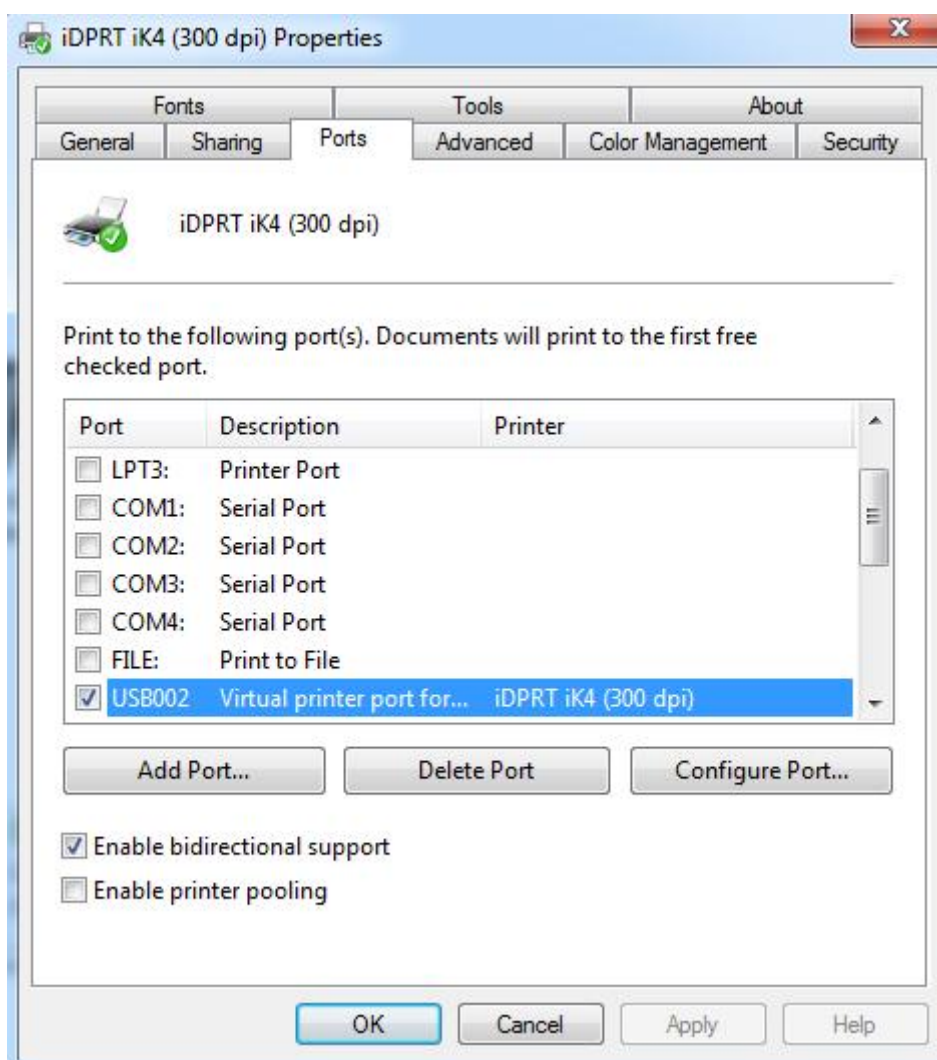 iDPRT iK4 (300 dpi) Properties
Fonts Tools About
General Sharing Ports Advanced Color Management Security
iDPRT iK4 (300 dpi)
Print to the following port(s). Documents will print to the first free
checked port.
Port Description Printer
LPT3: Printer Port
COM1: Serial Port
COM2: Serial Port
COM3: Serial Port
COM4: Serial Port
FILE: Print to File
USB002 Virtual printer port for... iDPRT iK4 (300 dpi)
Add Port... Delete Port Configure Port...
Enable bidirectional support
Enable printer pooling
OK Cancel Apply Help